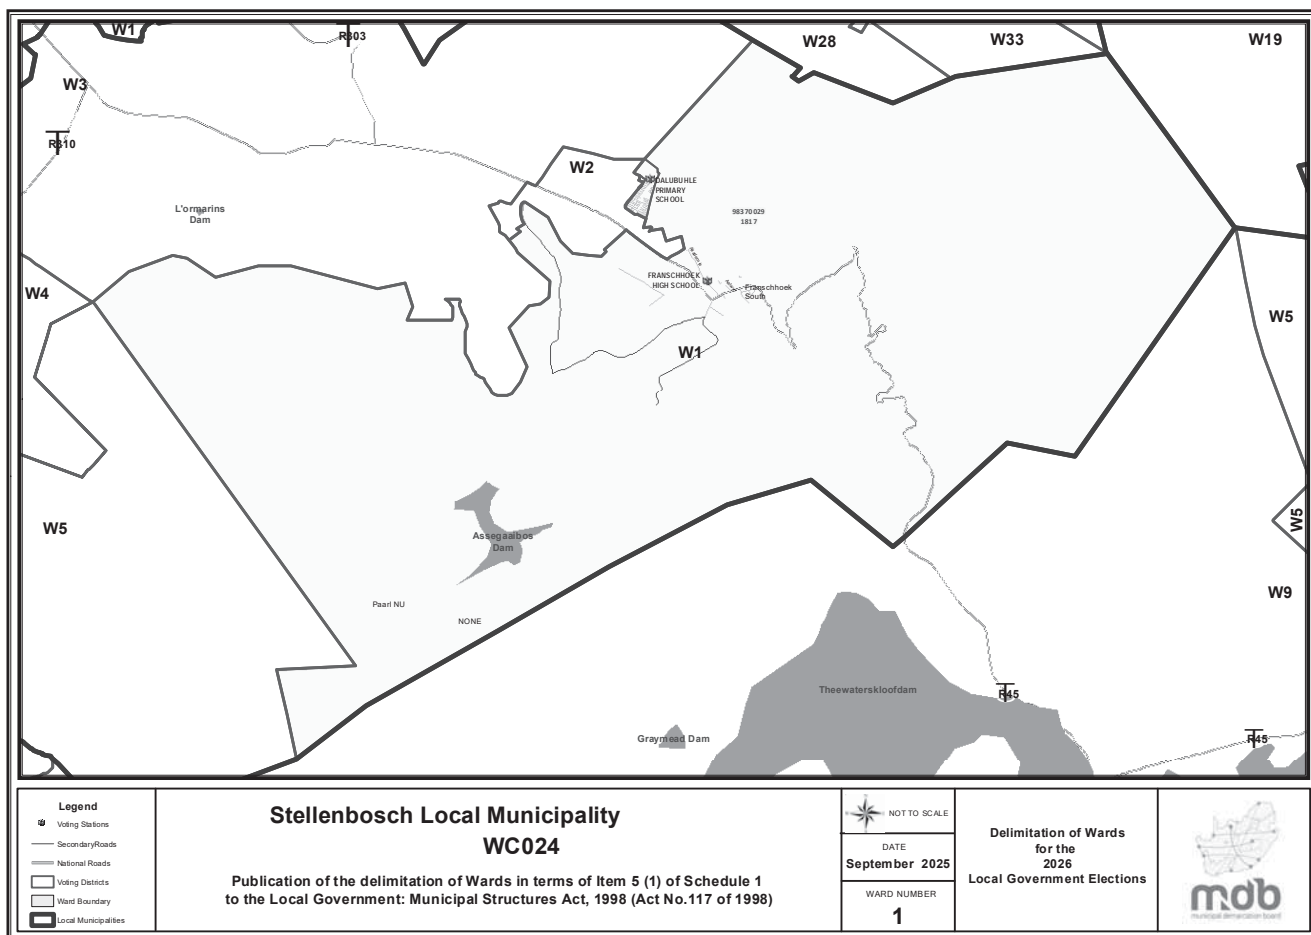 W1
R303
W28
W33
W19
W3
R310
W2
DALUBUHLE
PRIMARY
SCHOOL
L'ormarins
Dam
98370029
1817
FRANSCHHOEK
HIGH SCHOOL
Franschhoek
South
W4
W5
W1
Assegaaibos
Dam
W5
W5
W9
Paarl NU
NONE
Theewaterskloofdam
R45
Graymead Dam
R45
Legend
Voting Stations
SecondaryRoads
National Roads
Voting Districts
Ward Boundary
Local Municipalities
Stellenbosch Local Municipality
WC024
Publication of the delimitation of Wards in terms of Item 5 (1) of Schedule 1
to the Local Government: Municipal Structures Act, 1998 (Act No.117 of 1998)
NOT TO SCALE
DATE
September 2025
WARD NUMBER
1
Delimitation of Wards
for the
2026
Local Government Elections
mdb
municipal demarcation board